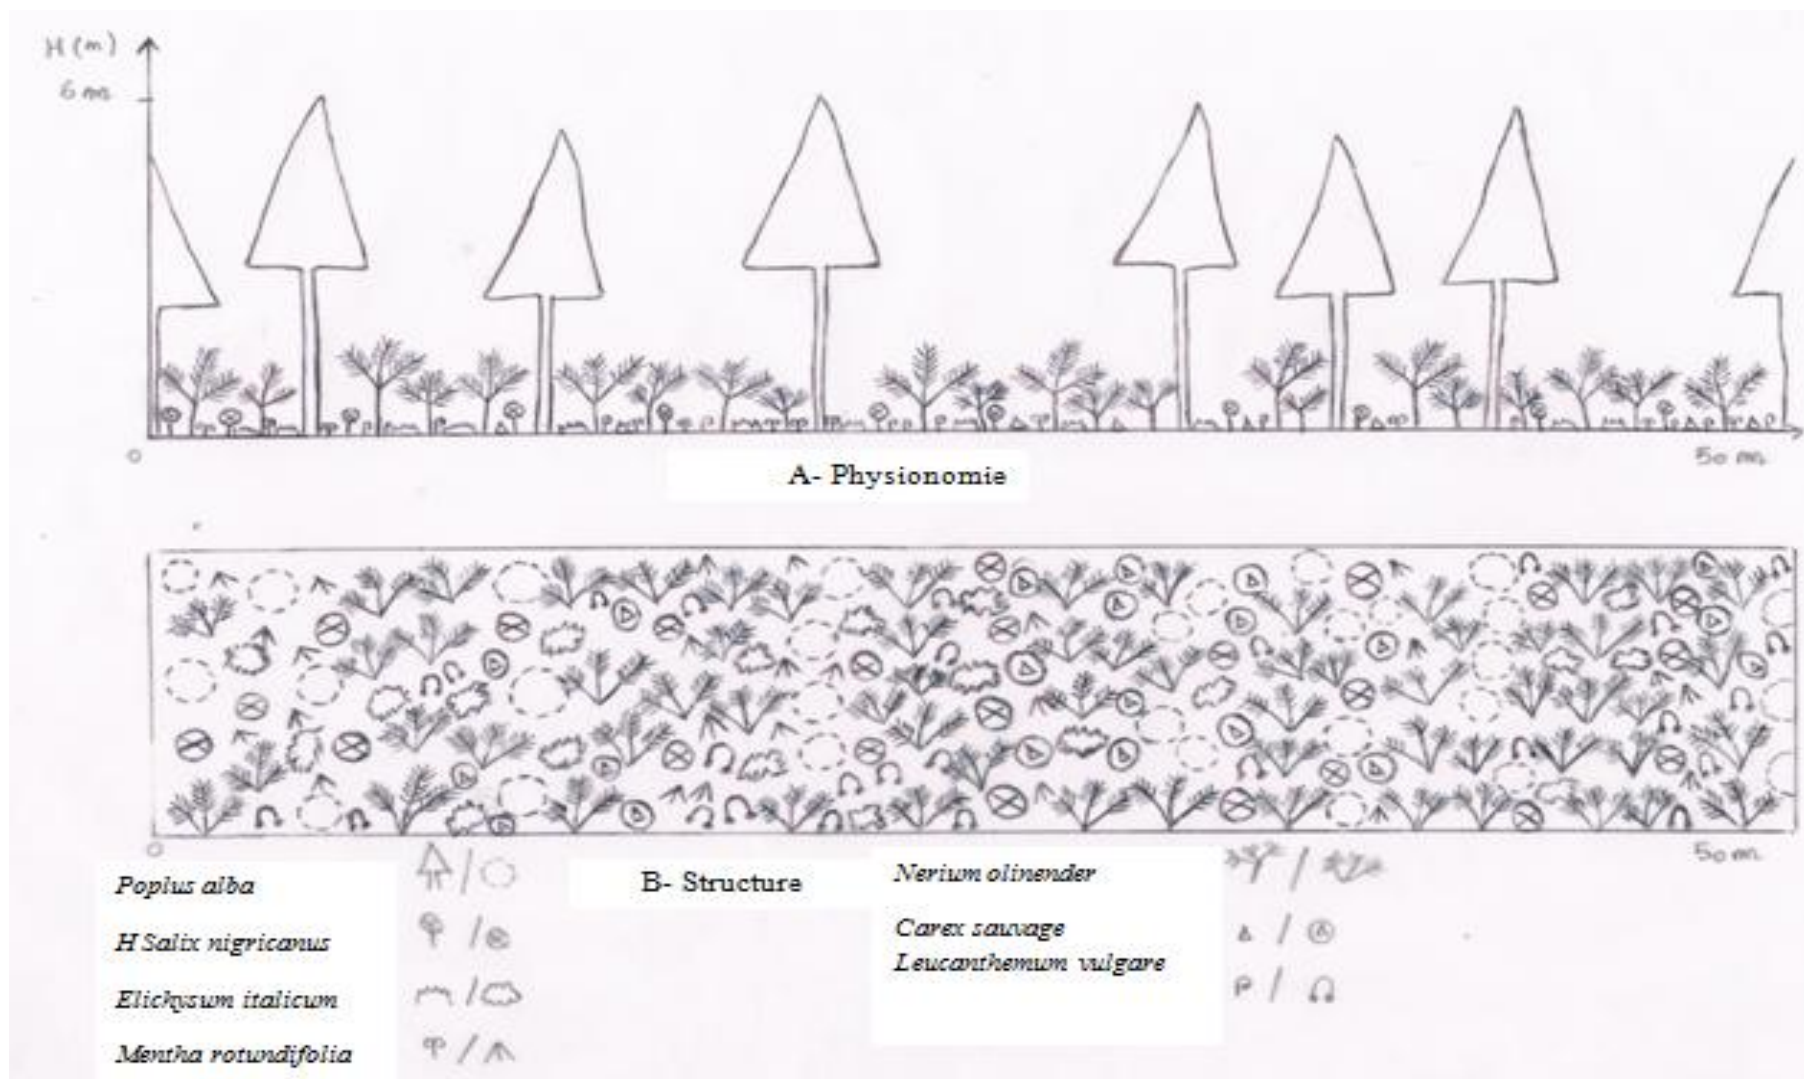 H (m)
6 m
0
50 m
A- Physionomie
0
50 m
Poplus alba
B- Structure
Nerium olinender
H Salix nigricanus
Carex sauvage
Leucanthemum vulgare
Elichysum italicum
Mentha rotundifolia